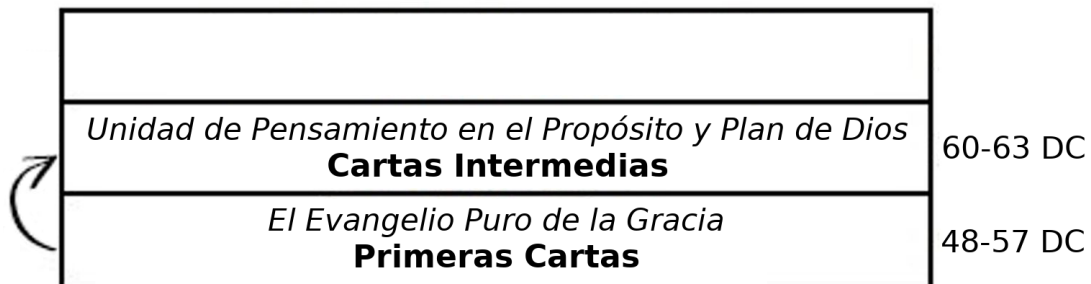 Unidad de Pensamiento en el Propósito y Plan de Dios
Cartas Intermedias
60-63 DC
El Evangelio Puro de la Gracia
Primeras Cartas
48-57 DC